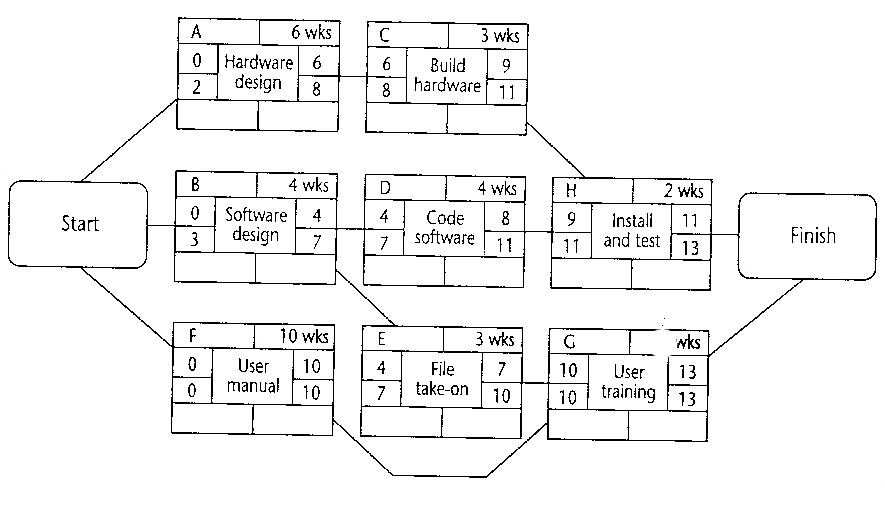 A 6 wks
0 Hardware design 6
2 8
C 3 wks
6 Build hardware 9
8 11
Start
B 4 wks
0 Software design 4
3 7
D 4 wks
4 Code software 8
7 11
H 2 wks
9 Install and test 11
11 13
Finish
F 10 wks
0 User manual 10
0 10
E 3 wks
4 File take-on 7
7 10
G wks
10 User training 13
10 13